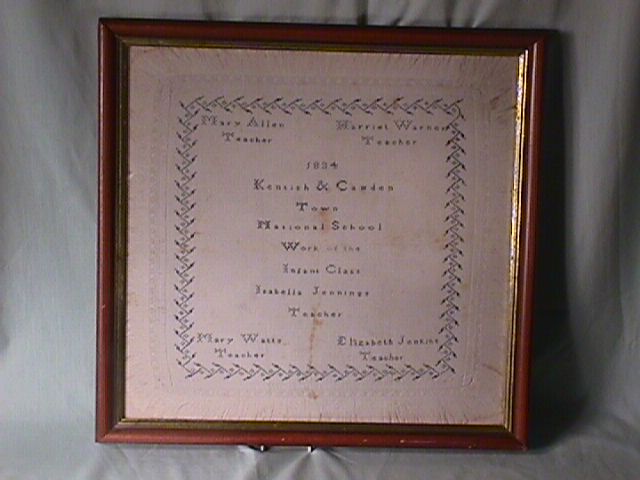 Mary Allen Harriet Warner
Teacher Teacher
1834
Kentish & Camden
Town
National School
Work of the
Infant Class
Isabella Jennings
Teacher
Mary Watts Elizabeth Jenkins
Teacher Teacher